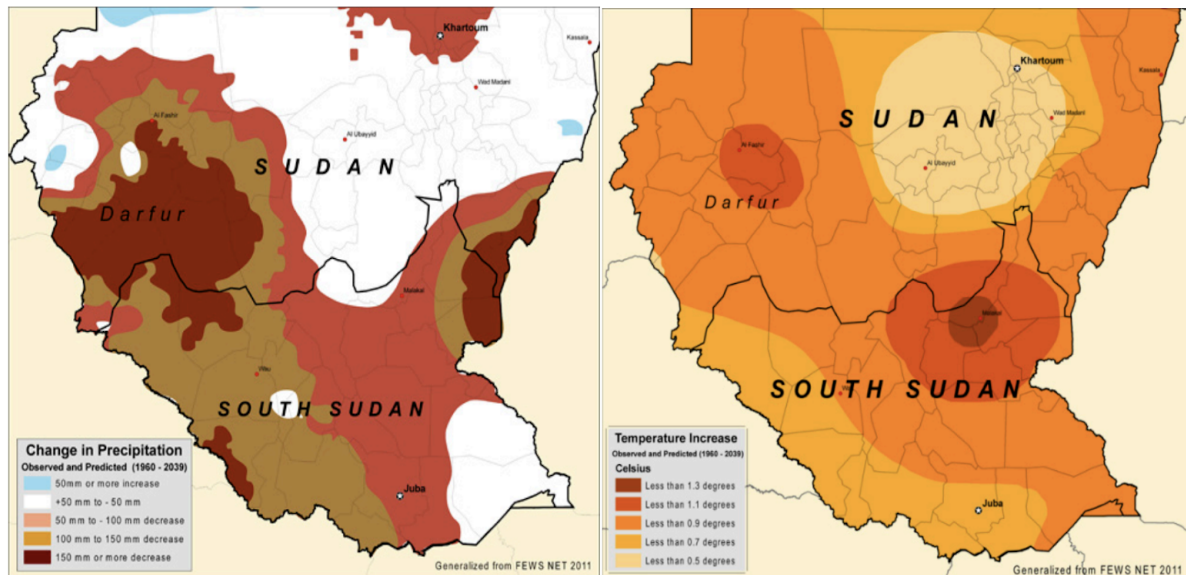 Khartoum
Kassala
Wad Madani
Al Fashir
Al Ubayyid
SUDAN
Darfur
Malakal
Wau
SOUTH SUDAN
Juba
Change in Precipitation
Observed and Predicted (1960 - 2039)
50mm or more increase
+50 mm to - 50 mm
50 mm to - 100 mm decrease
100 mm to 150 mm decrease
150 mm or more decrease
Generalized from FEWS NET 2011
Khartoum
Kassala
SUDAN
Wad Madani
Al Fashir
Al Ubayyid
Darfur
Malakal
SOUTH SUDAN
Temperature Increase
Observed and Predicted (1960 - 2039)
Celsius
Less than 1.3 degrees
Less than 1.1 degrees
Less than 0.9 degrees
Less than 0.7 degrees
Less than 0.5 degrees
Juba
Generalized from FEWS NET 2011